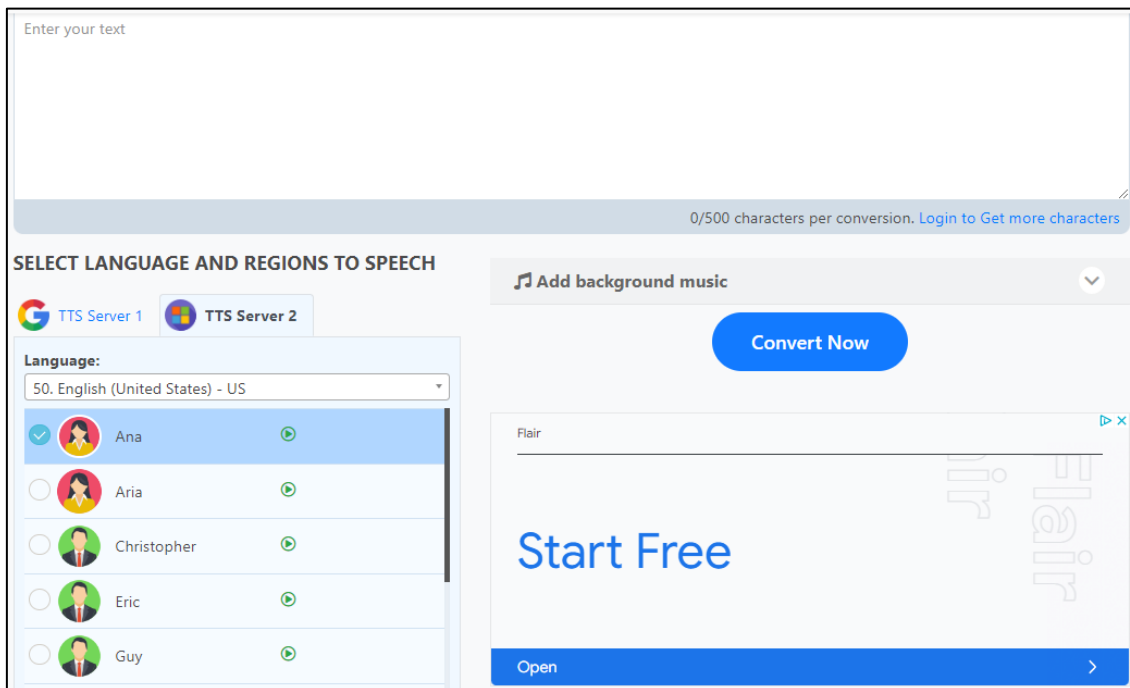 Enter your text
0/500 characters per conversion. Login to Get more characters
SELECT LANGUAGE AND REGIONS TO SPEECH
TTS Server 1
TTS Server 2
Language:
50. English (United States) - US
Ana
Aria
Christopher
Eric
Guy
Add background music
Convert Now
Flair
Flair
Start Free
Open